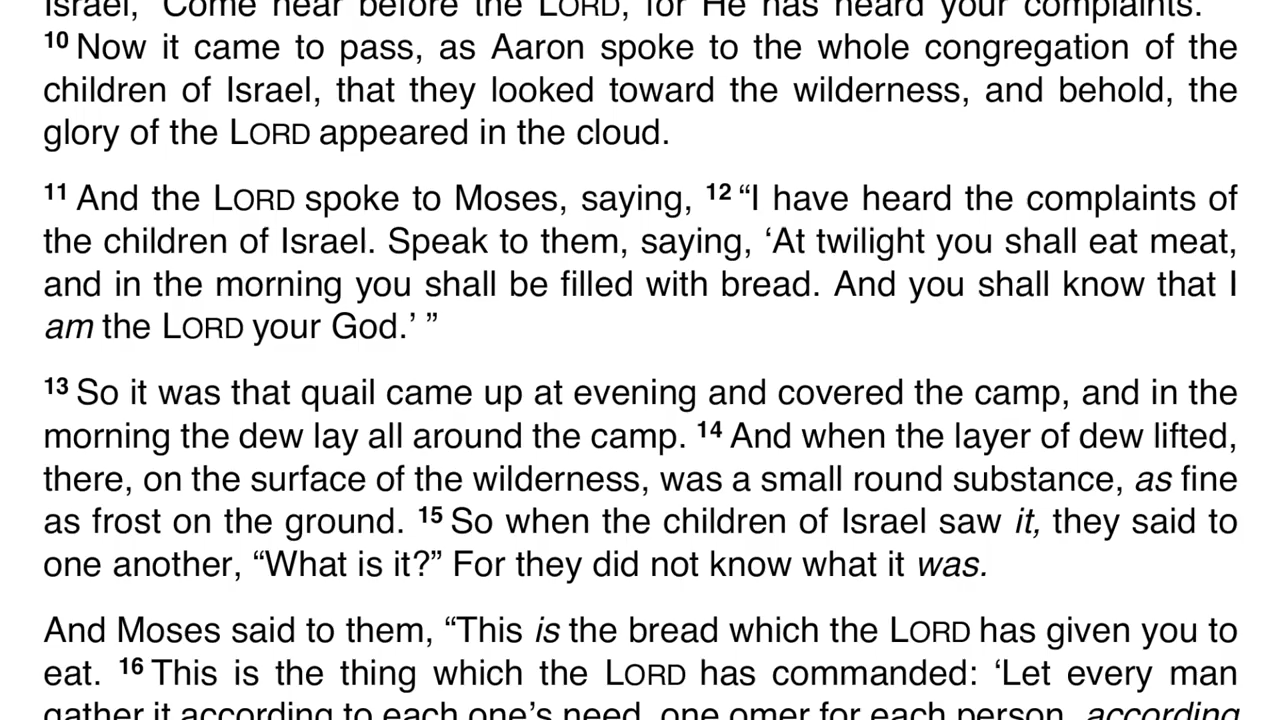 Israel, ‘Come near before the LORD, for He has heard your complaints.’ ”
10 Now it came to pass, as Aaron spoke to the whole congregation of the
children of Israel, that they looked toward the wilderness, and behold, the
glory of the LORD appeared in the cloud.
11 And the LORD spoke to Moses, saying, 12 “I have heard the complaints of
the children of Israel. Speak to them, saying, ‘At twilight you shall eat meat,
and in the morning you shall be filled with bread. And you shall know that I
am the LORD your God.’ ”
13 So it was that quail came up at evening and covered the camp, and in the
morning the dew lay all around the camp. 14 And when the layer of dew lifted,
there, on the surface of the wilderness, was a small round substance, as fine
as frost on the ground. 15 So when the children of Israel saw it, they said to
one another, “What is it?” For they did not know what it was.
And Moses said to them, “This is the bread which the LORD has given you to
eat. 16 This is the thing which the LORD has commanded: ‘Let every man
gather it according to each one’s need, one omer for each person, according